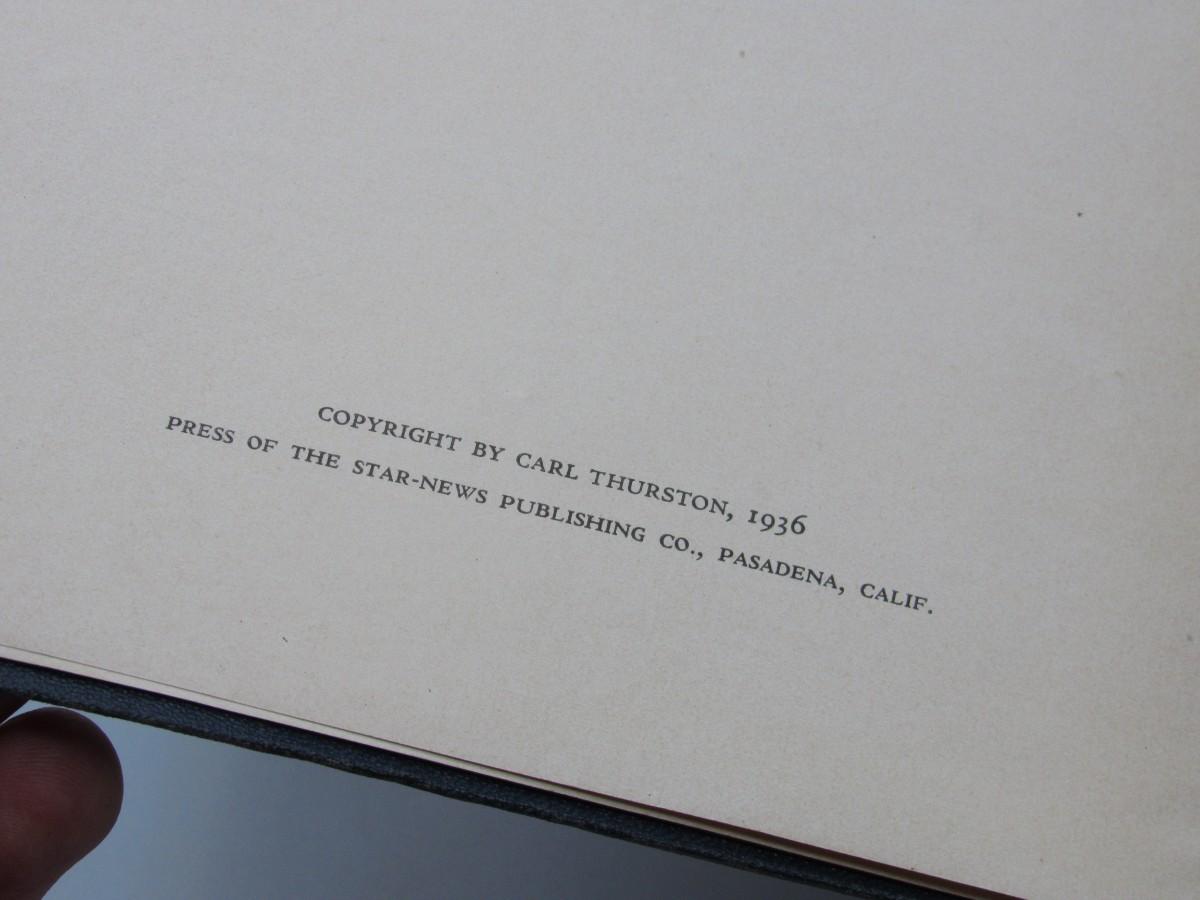 COPYRIGHT BY CARL THURSTON, 1936
PRESS OF THE STAR-NEWS PUBLISHING CO., PASADENA, CALIF.